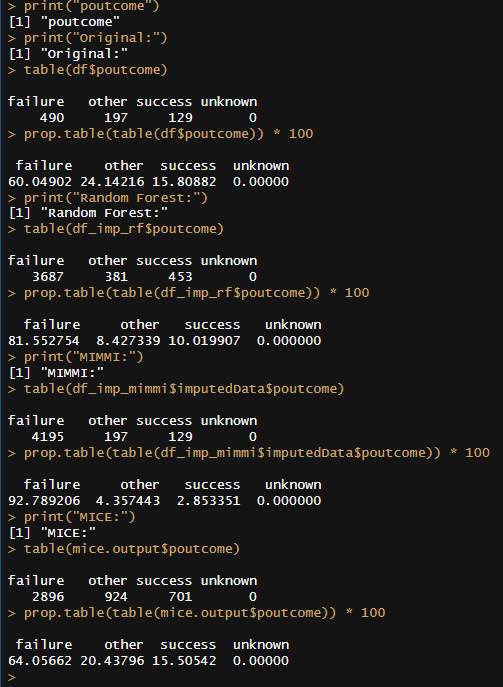 > print("poutcome")
[1] "poutcome"
> print("Original:")
[1] "Original:"
> table(df$poutcome)
failure   other success unknown
    490     197     129       0
> prop.table(table(df$poutcome)) * 100
 failure    other  success  unknown
60.04902 24.14216 15.80882  0.00000
> print("Random Forest:")
[1] "Random Forest:"
> table(df_imp_rf$poutcome)
failure   other success unknown
   3687     381     453       0
> prop.table(table(df_imp_rf$poutcome)) * 100
  failure     other   success   unknown
81.552754  8.427339 10.019907  0.000000
> print("MIMMI:")
[1] "MIMMI:"
> table(df_imp_mimmi$imputedData$poutcome)
failure   other success unknown
   4195     197     129       0
> prop.table(table(df_imp_mimmi$imputedData$poutcome)) * 100
  failure     other   success   unknown
92.789206  4.357443  2.853351  0.000000
> print("MICE:")
[1] "MICE:"
> table(mice.output$poutcome)
failure   other success unknown
   2896     924     701       0
> prop.table(table(mice.output$poutcome)) * 100
 failure    other  success  unknown
64.05662 20.43796 15.50542  0.00000
>